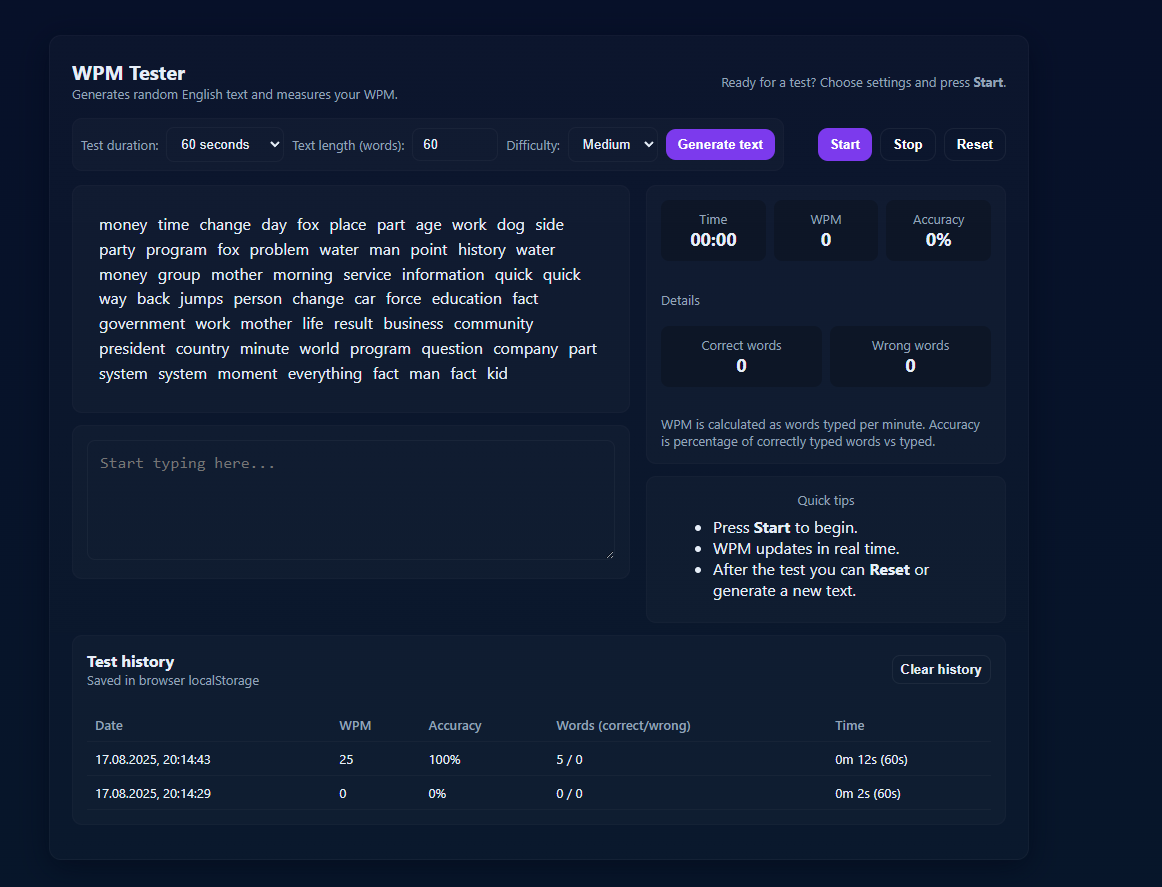 WPM Tester
Generates random English text and measures your WPM.
Ready for a test? Choose settings and press Start.
Test duration: 60 seconds Text length (words): 60 Difficulty: Medium Generate text Start Stop Reset
money time change day fox place part age work dog side
party program fox problem water man point history water
money group mother morning service information quick quick
way back jumps person change car force education fact
government work mother life result business community
president country minute world program question company part
system system moment everything fact man fact kid
Start typing here...
Time WPM Accuracy
00:00 0 0%
Details
Correct words Wrong words
0 0
WPM is calculated as words typed per minute. Accuracy
is percentage of correctly typed words vs typed.
Quick tips
Press Start to begin.
WPM updates in real time.
After the test you can Reset or
generate a new text.
Test history
Saved in browser localStorage
Clear history
Date WPM Accuracy Words (correct/wrong) Time
17.08.2025, 20:14:43 25 100% 5 / 0 0m 12s (60s)
17.08.2025, 20:14:29 0 0% 0 / 0 0m 2s (60s)